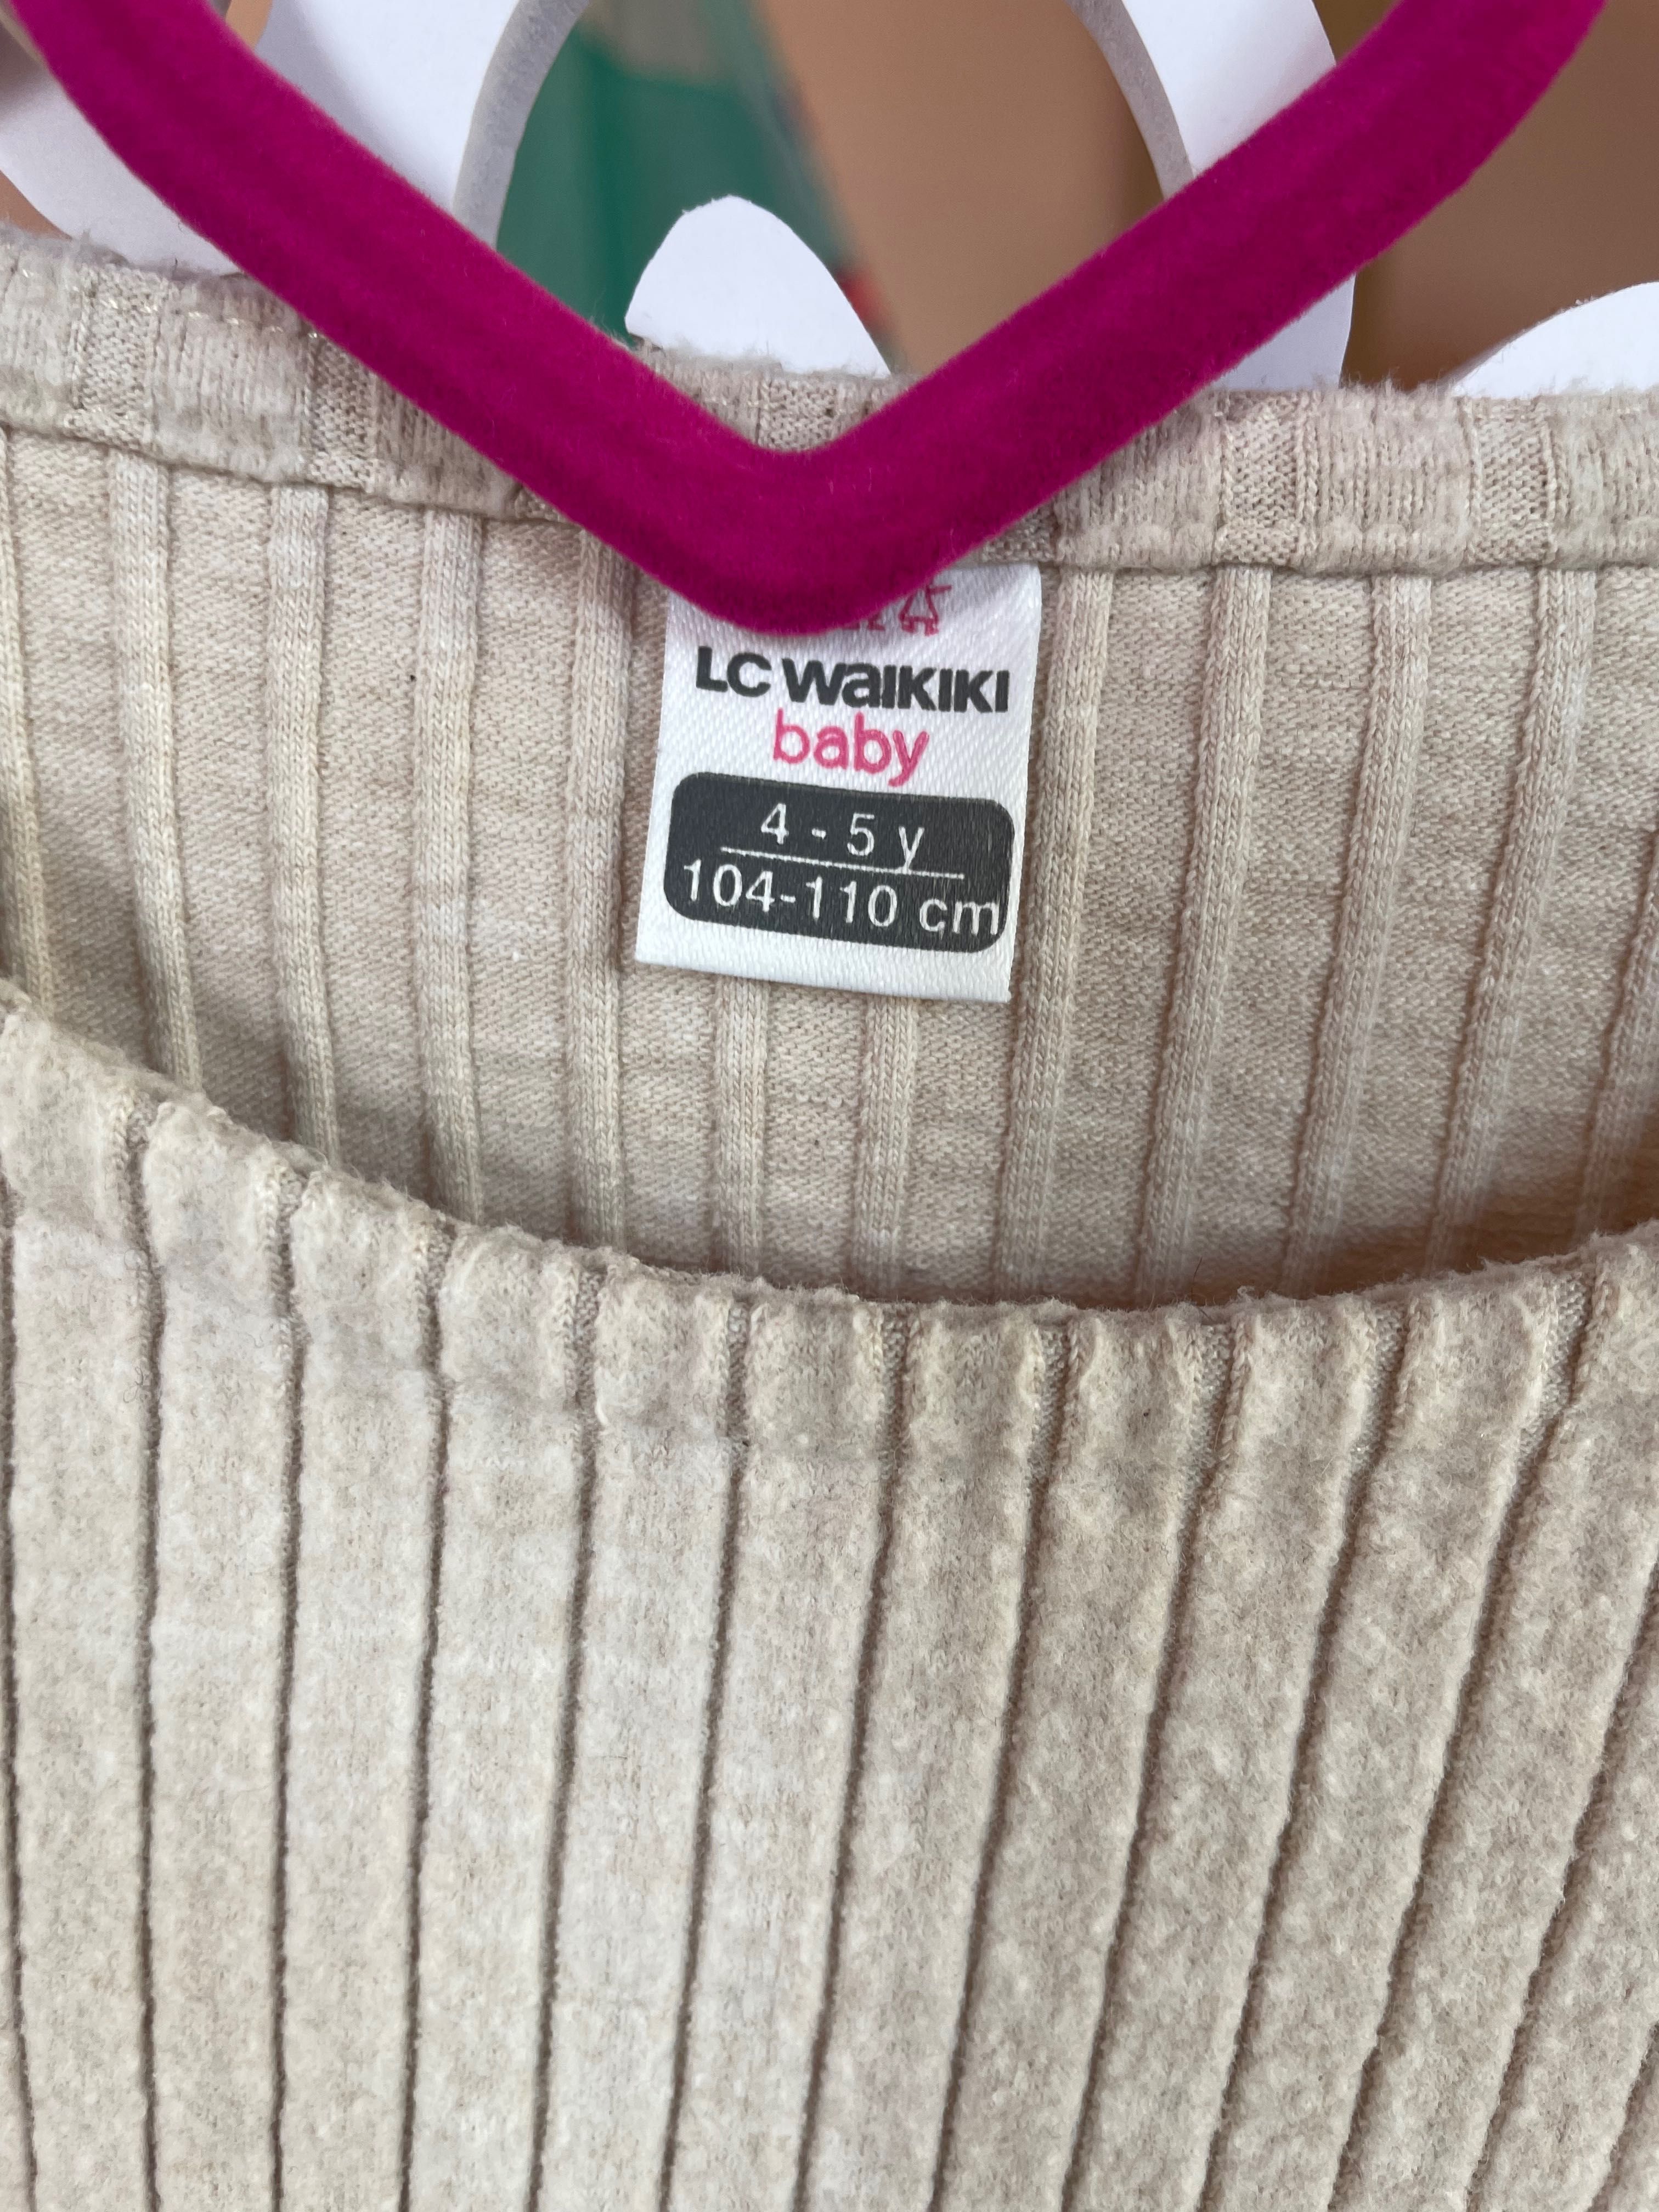 LC WAIKIKI
baby
4 - 5 y
104-110 cm